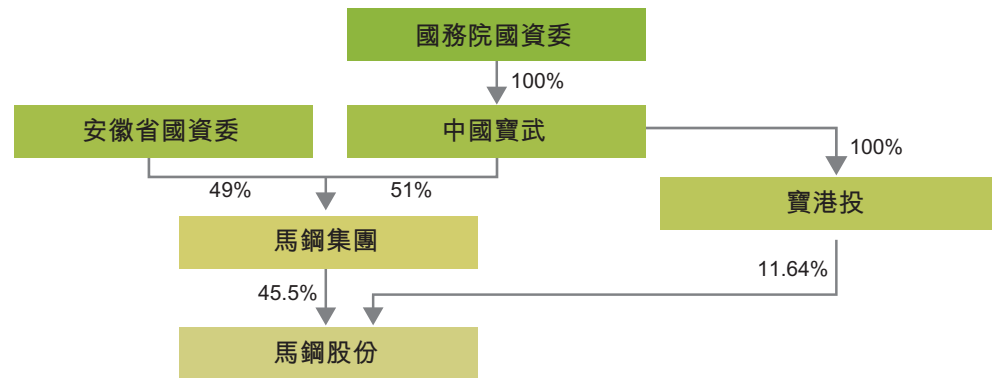 國務院國資委
100%
安徽省國資委
中國寶武
100%
49%
51%
寶港投
馬鋼集團
11.64%
45.5%
馬鋼股份